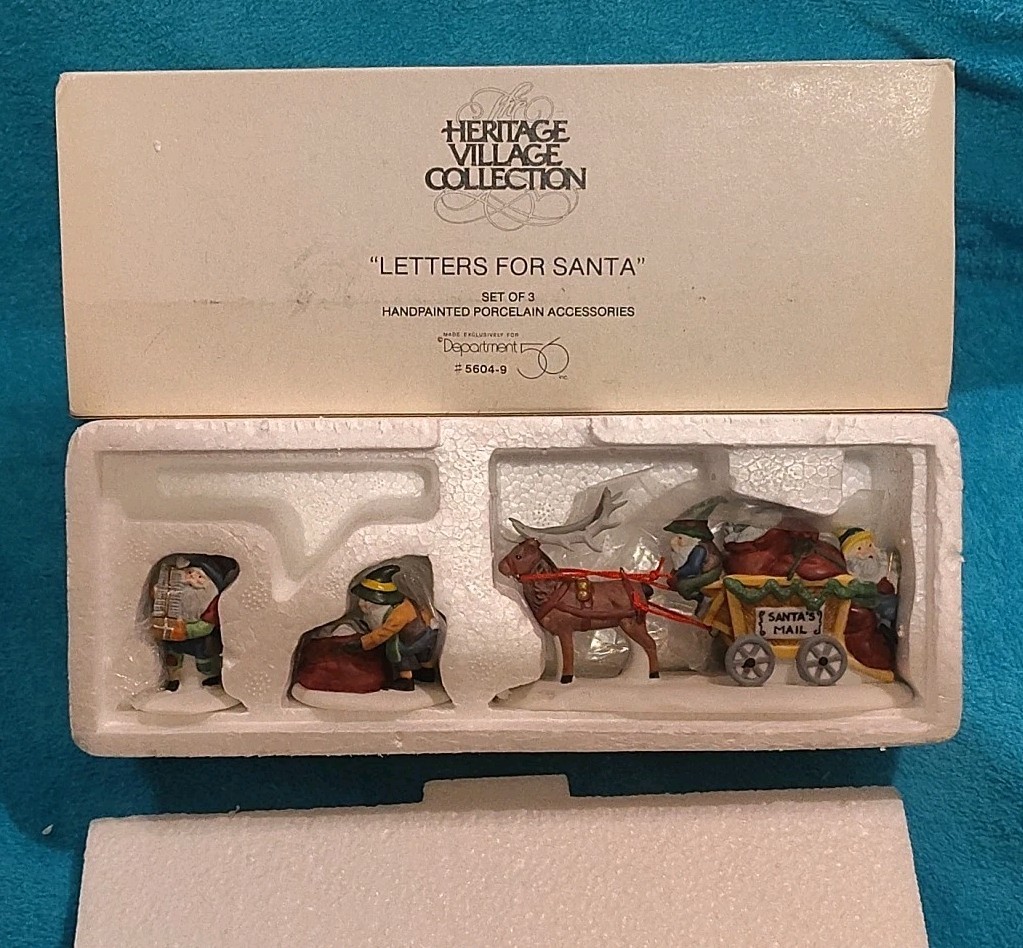 The
HERITAGE
VILLAGE
COLLECTION
"LETTERS FOR SANTA"
SET OF 3
HANDPAINTED PORCELAIN ACCESSORIES
MADE EXCLUSIVELY FOR
©Department 56 inc.
#5604-9
SANTA'S
MAIL